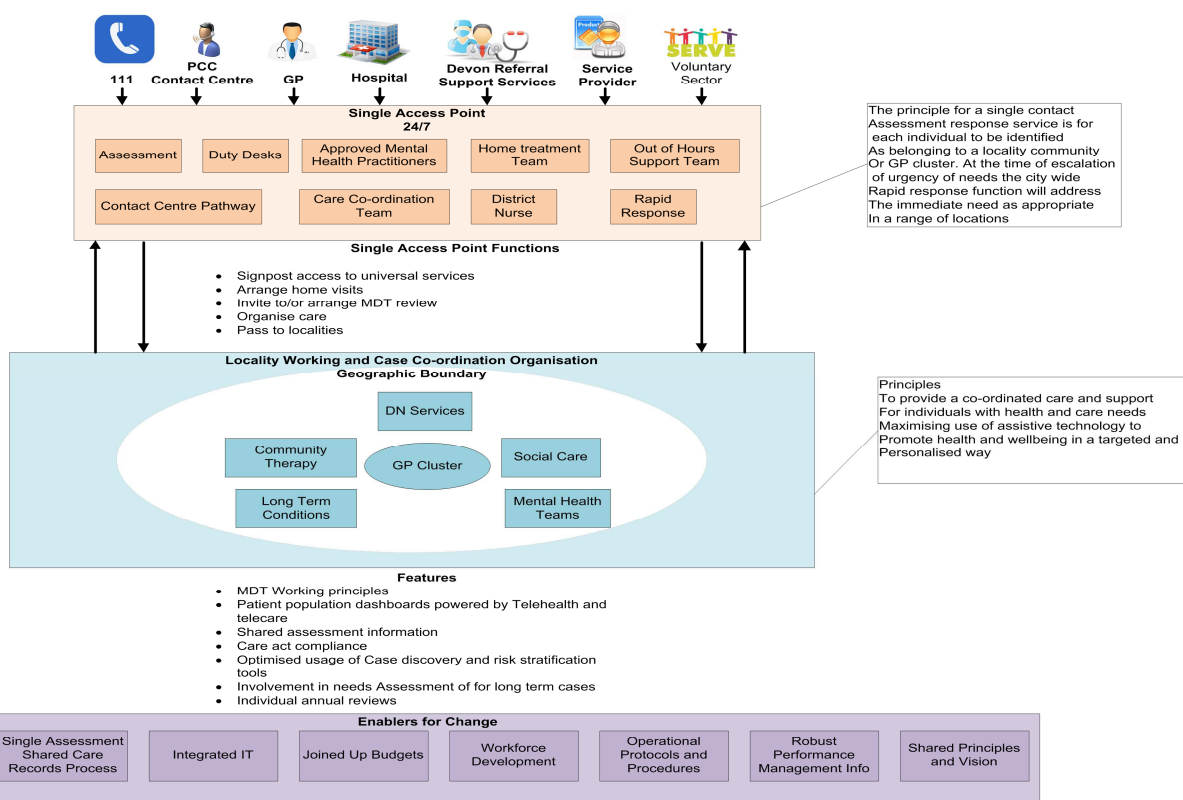 111
PCC
Contact Centre
GP
Hospital
Devon Referral
Support Services
Service
Provider
Product
SERVE
Voluntary
Sector
Single Access Point
24/7
Assessment
Duty Desks
Approved Mental
Health Practitioners
Home treatment
Team
Out of Hours
Support Team
Contact Centre Pathway
Care Co-ordination
Team
District
Nurse
Rapid
Response
The principle for a single contact
Assessment response service is for
each individual to be identified
As belonging to a locality community
Or GP cluster. At the time of escalation
of urgency of needs the city wide
Rapid response function will address
The immediate need as appropriate
In a range of locations
Single Access Point Functions
• Signpost access to universal services
• Arrange home visits
• Invite to/or arrange MDT review
• Organise care
• Pass to localities
Locality Working and Case Co-ordination Organisation
Geographic Boundary
DN Services
Community
Therapy
GP Cluster
Social Care
Long Term
Conditions
Mental Health
Teams
Principles
To provide a co-ordinated care and support
For individuals with health and care needs
Maximising use of assistive technology to
Promote health and wellbeing in a targeted and
Personalised way
Features
• MDT Working principles
• Patient population dashboards powered by Telehealth and
telecare
• Shared assessment information
• Care act compliance
• Optimised usage of Case discovery and risk stratification
tools
• Involvement in needs Assessment of for long term cases
• Individual annual reviews
Enablers for Change
Single Assessment
Shared Care
Records Process
Integrated IT
Joined Up Budgets
Workforce
Development
Operational
Protocols and
Procedures
Robust
Performance
Management Info
Shared Principles
and Vision